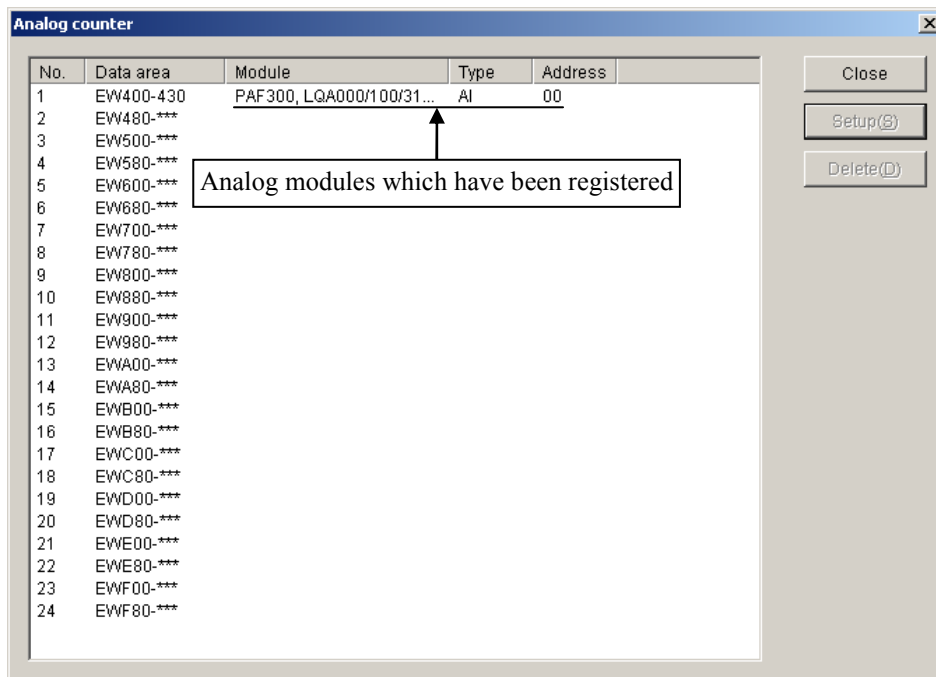 Analog counter
No. Data area Module Type Address
1 EW400-430 PAF300, LQA000/100/31... AI 00
2 EW480-***
3 EW500-***
4 EW580-***
5 EW600-***
6 EW680-***
7 EW700-***
8 EW780-***
9 EW800-***
10 EW880-***
11 EW900-***
12 EW980-***
13 EWA00-***
14 EWA80-***
15 EWB00-***
16 EWB80-***
17 EWC00-***
18 EWC80-***
19 EWD00-***
20 EWD80-***
21 EWE00-***
22 EWE80-***
23 EWF00-***
24 EWF80-***
Analog modules which have been registered
Close
Setup(S)
Delete(D)